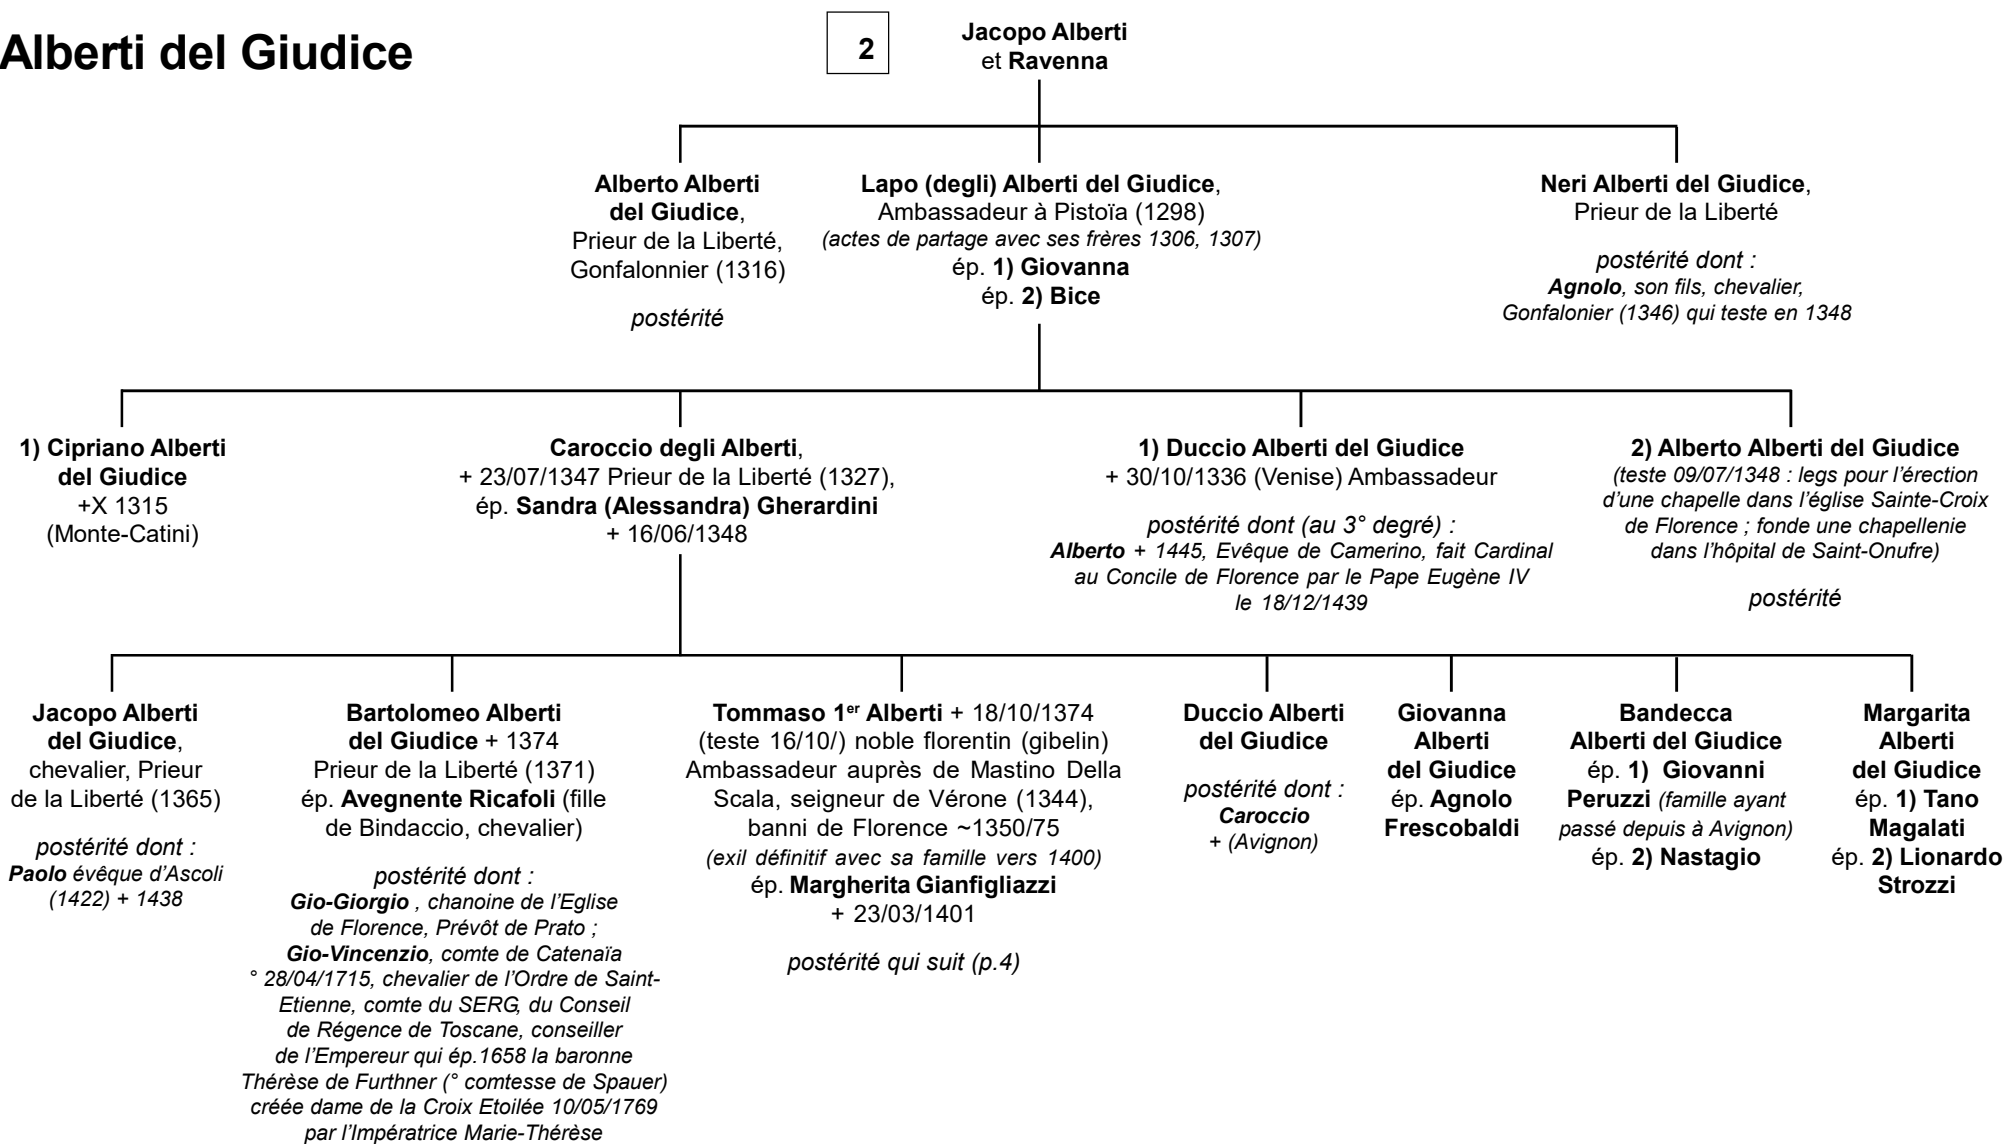 Alberti del Giudice
2
Jacopo Alberti
et Ravenna
Alberto Alberti
del Giudice,
Prieur de la Liberté,
Gonfalonnier (1316)
postérité
Lapo (degli) Alberti del Giudice,
Ambassadeur à Pistoïa (1298)
(actes de partage avec ses frères 1306, 1307)
ép. 1) Giovanna
ép. 2) Bice
Neri Alberti del Giudice,
Prieur de la Liberté
postérité dont :
Agnolo, son fils, chevalier,
Gonfalonier (1346) qui teste en 1348
1) Cipriano Alberti
del Giudice
+X 1315
(Monte-Catini)
Caroccio degli Alberti,
+ 23/07/1347 Prieur de la Liberté (1327),
ép. Sandra (Alessandra) Gherardini
+ 16/06/1348
1) Duccio Alberti del Giudice
+ 30/10/1336 (Venise) Ambassadeur
postérité dont (au 3° degré) :
Alberto + 1445, Evêque de Camerino, fait Cardinal
au Concile de Florence par le Pape Eugène IV
le 18/12/1439
2) Alberto Alberti del Giudice
(teste 09/07/1348 : legs pour l’érection
d’une chapelle dans l’église Sainte-Croix
de Florence ; fonde une chapellenie
dans l’hôpital de Saint-Onufre)
postérité
Jacopo Alberti
del Giudice,
chevalier, Prieur
de la Liberté (1365)
postérité dont :
Paolo évêque d’Ascoli
(1422) + 1438
Bartolomeo Alberti
del Giudice + 1374
Prieur de la Liberté (1371)
ép. Avegnente Ricafoli (fille
de Bindaccio, chevalier)
postérité dont :
Gio-Giorgio , chanoine de l’Eglise
de Florence, Prévôt de Prato ;
Gio-Vincenzio, comte de Catenaïa
° 28/04/1715, chevalier de l’Ordre de Saint-
Etienne, comte du SERG, du Conseil
de Régence de Toscane, conseiller
de l’Empereur qui ép.1658 la baronne
Thérèse de Furthner (° comtesse de Spauer)
créée dame de la Croix Etoilée 10/05/1769
par l’Impératrice Marie-Thérèse
Tommaso 1er Alberti + 18/10/1374
(teste 16/10/) noble florentin (gibelin)
Ambassadeur auprès de Mastino Della
Scala, seigneur de Vérone (1344),
banni de Florence ~1350/75
(exil définitif avec sa famille vers 1400)
ép. Margherita Gianfigliazzi
+ 23/03/1401
postérité qui suit (p.4)
Duccio Alberti
del Giudice
postérité dont :
Caroccio
+ (Avignon)
Giovanna
Alberti
del Giudice
ép. Agnolo
Frescobaldi
Bandecca
Alberti del Giudice
ép. 1) Giovanni
Peruzzi (famille ayant
passé depuis à Avignon)
ép. 2) Nastagio
Margarita
Alberti
del Giudice
ép. 1) Tano
Magalati
ép. 2) Lionardo
Strozzi